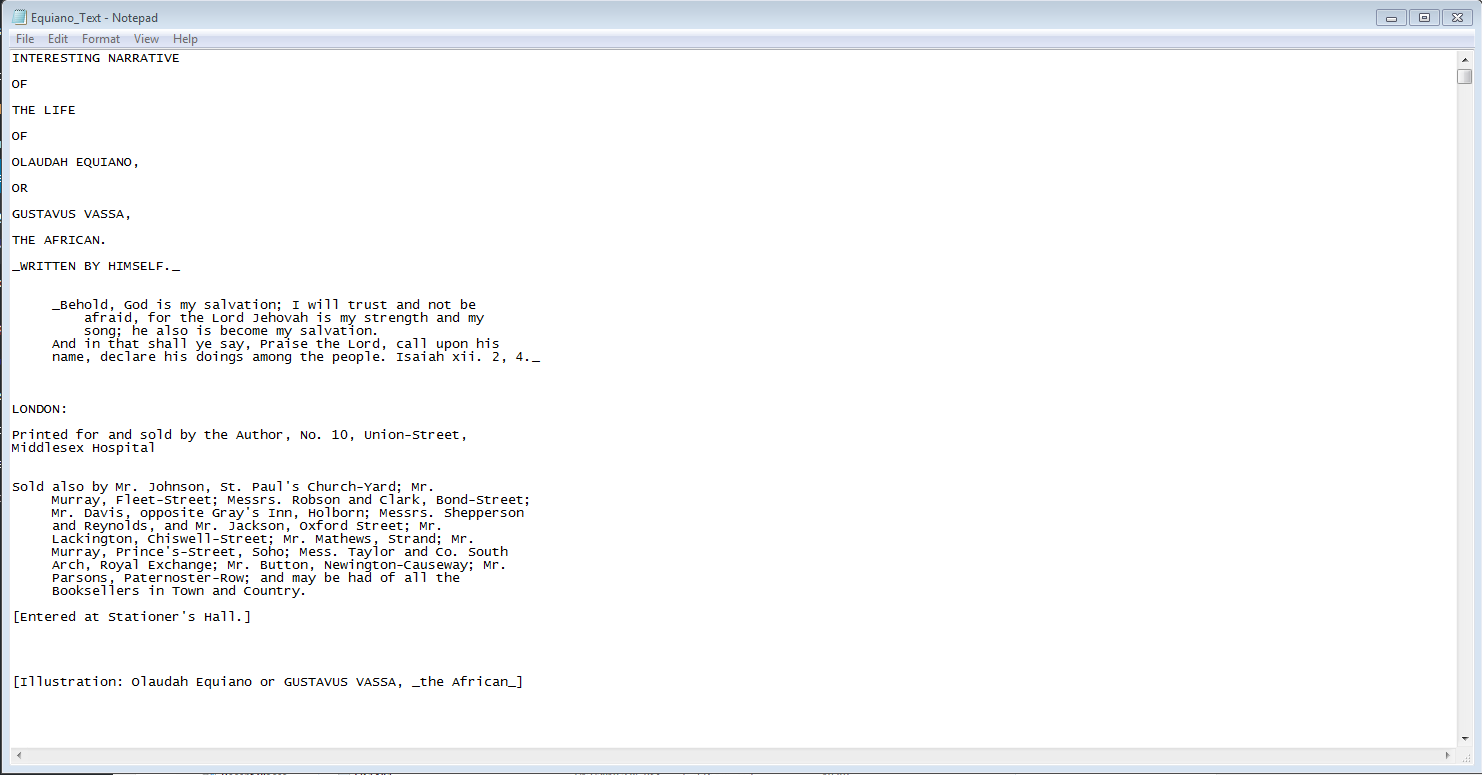 Equiano_Text - Notepad
File Edit Format View Help
INTERESTING NARRATIVE
OF
THE LIFE
OF
OLAUDAH EQUIANO,
OR
GUSTAVUS VASSA,
THE AFRICAN.
_WRITTEN BY HIMSELF._
_Behold, God is my salvation; I will trust and not be
afraid, for the Lord Jehovah is my strength and my
song; he also is become my salvation.
And in that shall ye say, Praise the Lord, call upon his
name, declare his doings among the people. Isaiah xii. 2, 4._
LONDON:
Printed for and sold by the Author, No. 10, Union-Street,
Middlesex Hospital
Sold also by Mr. Johnson, St. Paul's Church-Yard; Mr.
Murray, Fleet-Street; Messrs. Robson and Clark, Bond-Street;
Mr. Davis, opposite Gray's Inn, Holborn; Messrs. Shepperson
and Reynolds, and Mr. Jackson, Oxford Street; Mr.
Lackington, Chiswell-Street; Mr. Mathews, Strand; Mr.
Murray, Prince's-Street, Soho; Mess. Taylor and Co. South
Arch, Royal Exchange; Mr. Button, Newington-Causeway; Mr.
Parsons, Paternoster-Row; and may be had of all the
Booksellers in Town and Country.
[Entered at Stationer's Hall.]
[Illustration: Olaudah Equiano or GUSTAVUS VASSA, _the African_]